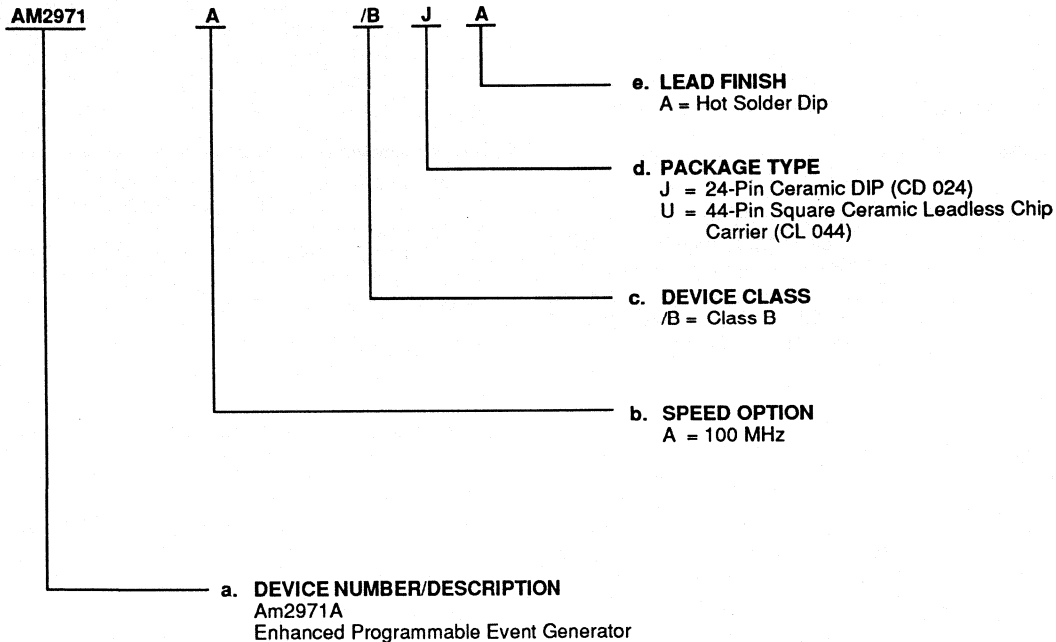 AM2971 A /B J A
e. LEAD FINISH
A = Hot Solder Dip
d. PACKAGE TYPE
J = 24-Pin Ceramic DIP (CD 024)
U = 44-Pin Square Ceramic Leadless Chip
Carrier (CL 044)
c. DEVICE CLASS
/B = Class B
b. SPEED OPTION
A = 100 MHz
a. DEVICE NUMBER/DESCRIPTION
Am2971A
Enhanced Programmable Event Generator